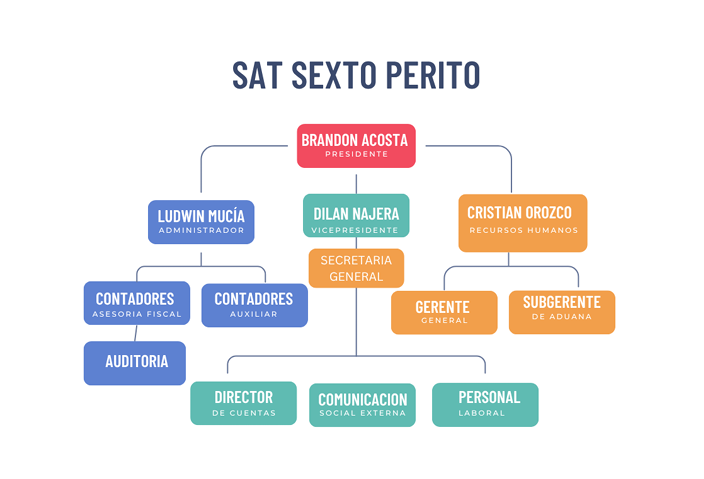 SAT SEXTO PERITO
BRANDON ACOSTA
PRESIDENTE
LUDWIN MUCÍA
ADMINISTRADOR
DILAN NAJERA
VICEPRESIDENTE
CRISTIAN OROZCO
RECURSOS HUMANOS
SECRETARIA
GENERAL
CONTADORES
ASESORIA FISCAL
CONTADORES
AUXILIAR
GERENTE
GENERAL
SUBGERENTE
DE ADUANA
AUDITORIA
DIRECTOR
DE CUENTAS
COMUNICACION
SOCIAL EXTERNA
PERSONAL
LABORAL